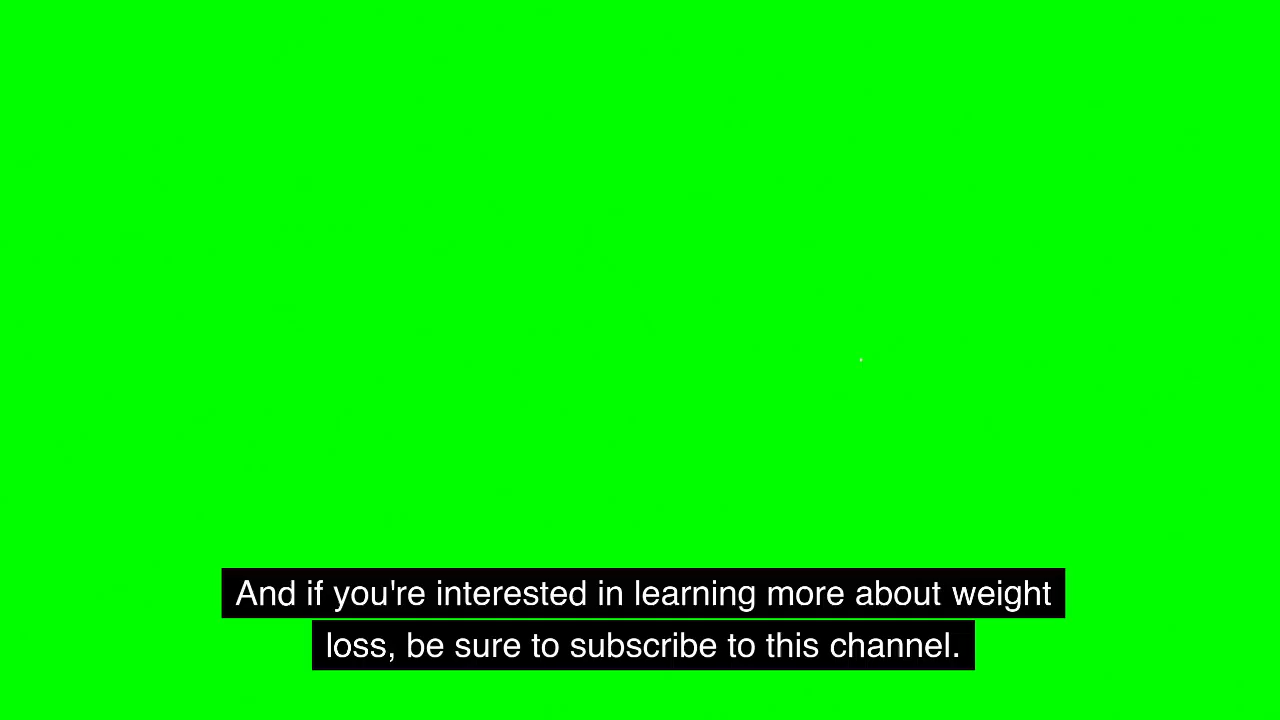 And if you're interested in learning more about weight
loss, be sure to subscribe to this channel.